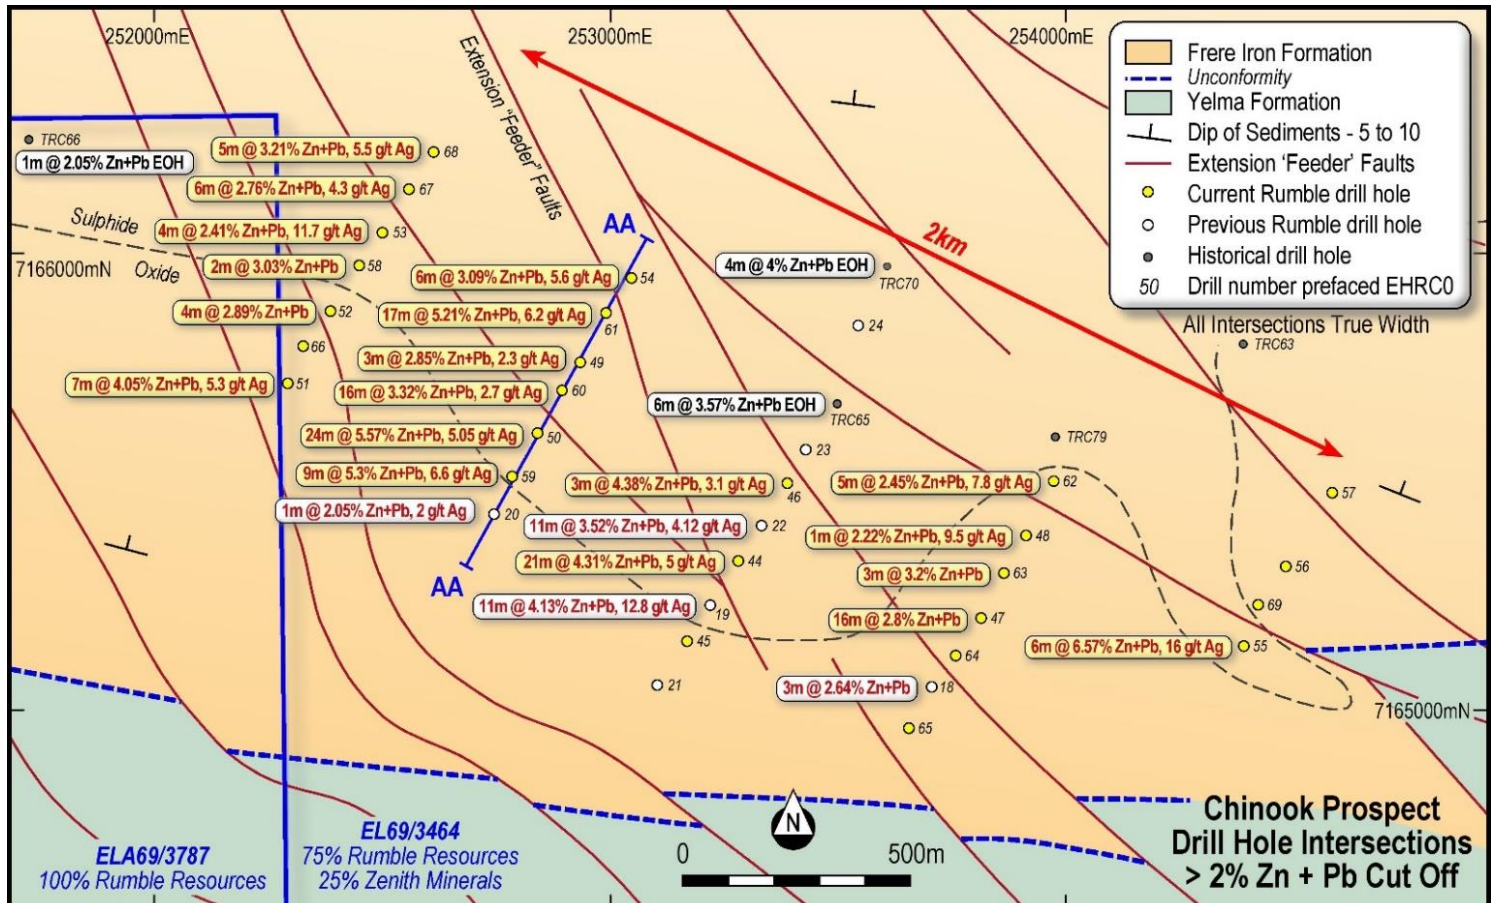 252000mE
253000mE
254000mE
Frere Iron Formation
Unconformity
Yelma Formation
Dip of Sediments - 5 to 10
Extension 'Feeder' Faults
Current Rumble drill hole
Previous Rumble drill hole
Historical drill hole
50 Drill number prefaced EHRC0
All Intersections True Width
Extension "Feeder" Faults
2km
TRC66
1m @ 2.05% Zn+Pb EOH
5m @ 3.21% Zn+Pb, 5.5 g/t Ag
68
6m @ 2.76% Zn+Pb, 4.3 g/t Ag
67
Sulphide
Oxide
7166000mN
4m @ 2.41% Zn+Pb, 11.7 g/t Ag
53
2m @ 3.03% Zn+Pb
58
4m @ 2.89% Zn+Pb
52
66
7m @ 4.05% Zn+Pb, 5.3 g/t Ag
51
AA
6m @ 3.09% Zn+Pb, 5.6 g/t Ag
54
17m @ 5.21% Zn+Pb, 6.2 g/t Ag
61
3m @ 2.85% Zn+Pb, 2.3 g/t Ag
49
16m @ 3.32% Zn+Pb, 2.7 g/t Ag
60
24m @ 5.57% Zn+Pb, 5.05 g/t Ag
50
9m @ 5.3% Zn+Pb, 6.6 g/t Ag
59
1m @ 2.05% Zn+Pb, 2 g/t Ag
20
AA
4m @ 4% Zn+Pb EOH
TRC70
24
TRC63
6m @ 3.57% Zn+Pb EOH
TRC65
23
TRC79
3m @ 4.38% Zn+Pb, 3.1 g/t Ag
46
11m @ 3.52% Zn+Pb, 4.12 g/t Ag
22
21m @ 4.31% Zn+Pb, 5 g/t Ag
44
11m @ 4.13% Zn+Pb, 12.8 g/t Ag
19
45
21
5m @ 2.45% Zn+Pb, 7.8 g/t Ag
62
57
1m @ 2.22% Zn+Pb, 9.5 g/t Ag
48
3m @ 3.2% Zn+Pb
63
56
16m @ 2.8% Zn+Pb
47
69
64
6m @ 6.57% Zn+Pb, 16 g/t Ag
55
3m @ 2.64% Zn+Pb
18
65
7165000mN
ELA69/3787
100% Rumble Resources
EL69/3464
75% Rumble Resources
25% Zenith Minerals
N
0 500m
Chinook Prospect
Drill Hole Intersections
> 2% Zn + Pb Cut Off